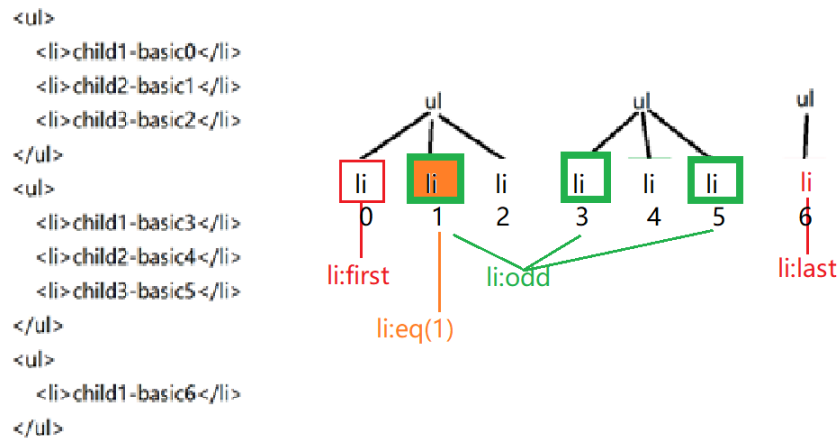 <ul>
<li>child1-basic0</li>
<li>child2-basic1</li>
<li>child3-basic2</li>
</ul>
<ul>
<li>child1-basic3</li>
<li>child2-basic4</li>
<li>child3-basic5</li>
</ul>
<ul>
<li>child1-basic6</li>
</ul>
ul ul ul
li li li li li li li
0 1 2 3 4 5 6
li:first li:odd li:last
li:eq(1)